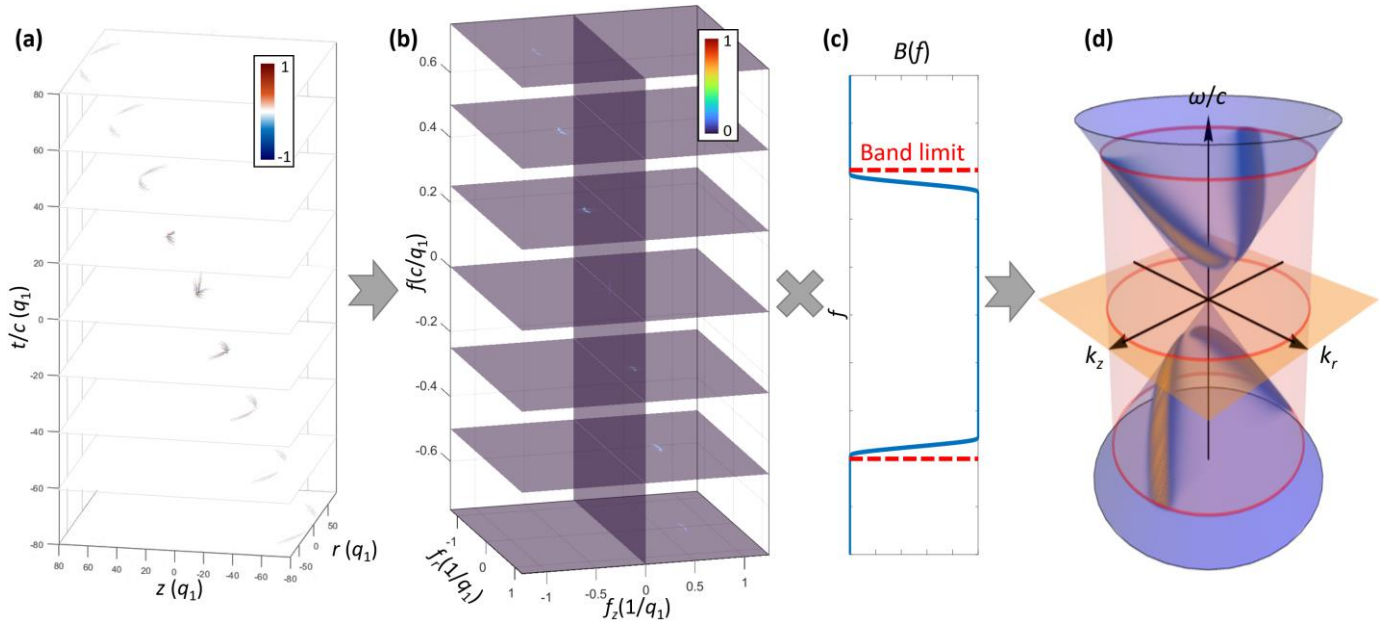 (a)
1
-1
80
60
40
20
0
-20
-40
-60
-80
t/c (q₁)
80
60
40
20
0
-20
-40
-60
-80
z (q₁)
50
0
-50
r (q₁)
(b)
1
0
0.6
0.4
0.2
0
-0.2
-0.4
-0.6
f(c/q₁)
-1
0
1
fᵣ(1/q₁)
-1
-0.5
0
0.5
1
f_z(1/q₁)
(c)
B(f)
Band limit
f
(d)
ω/c
k_z
kᵣ